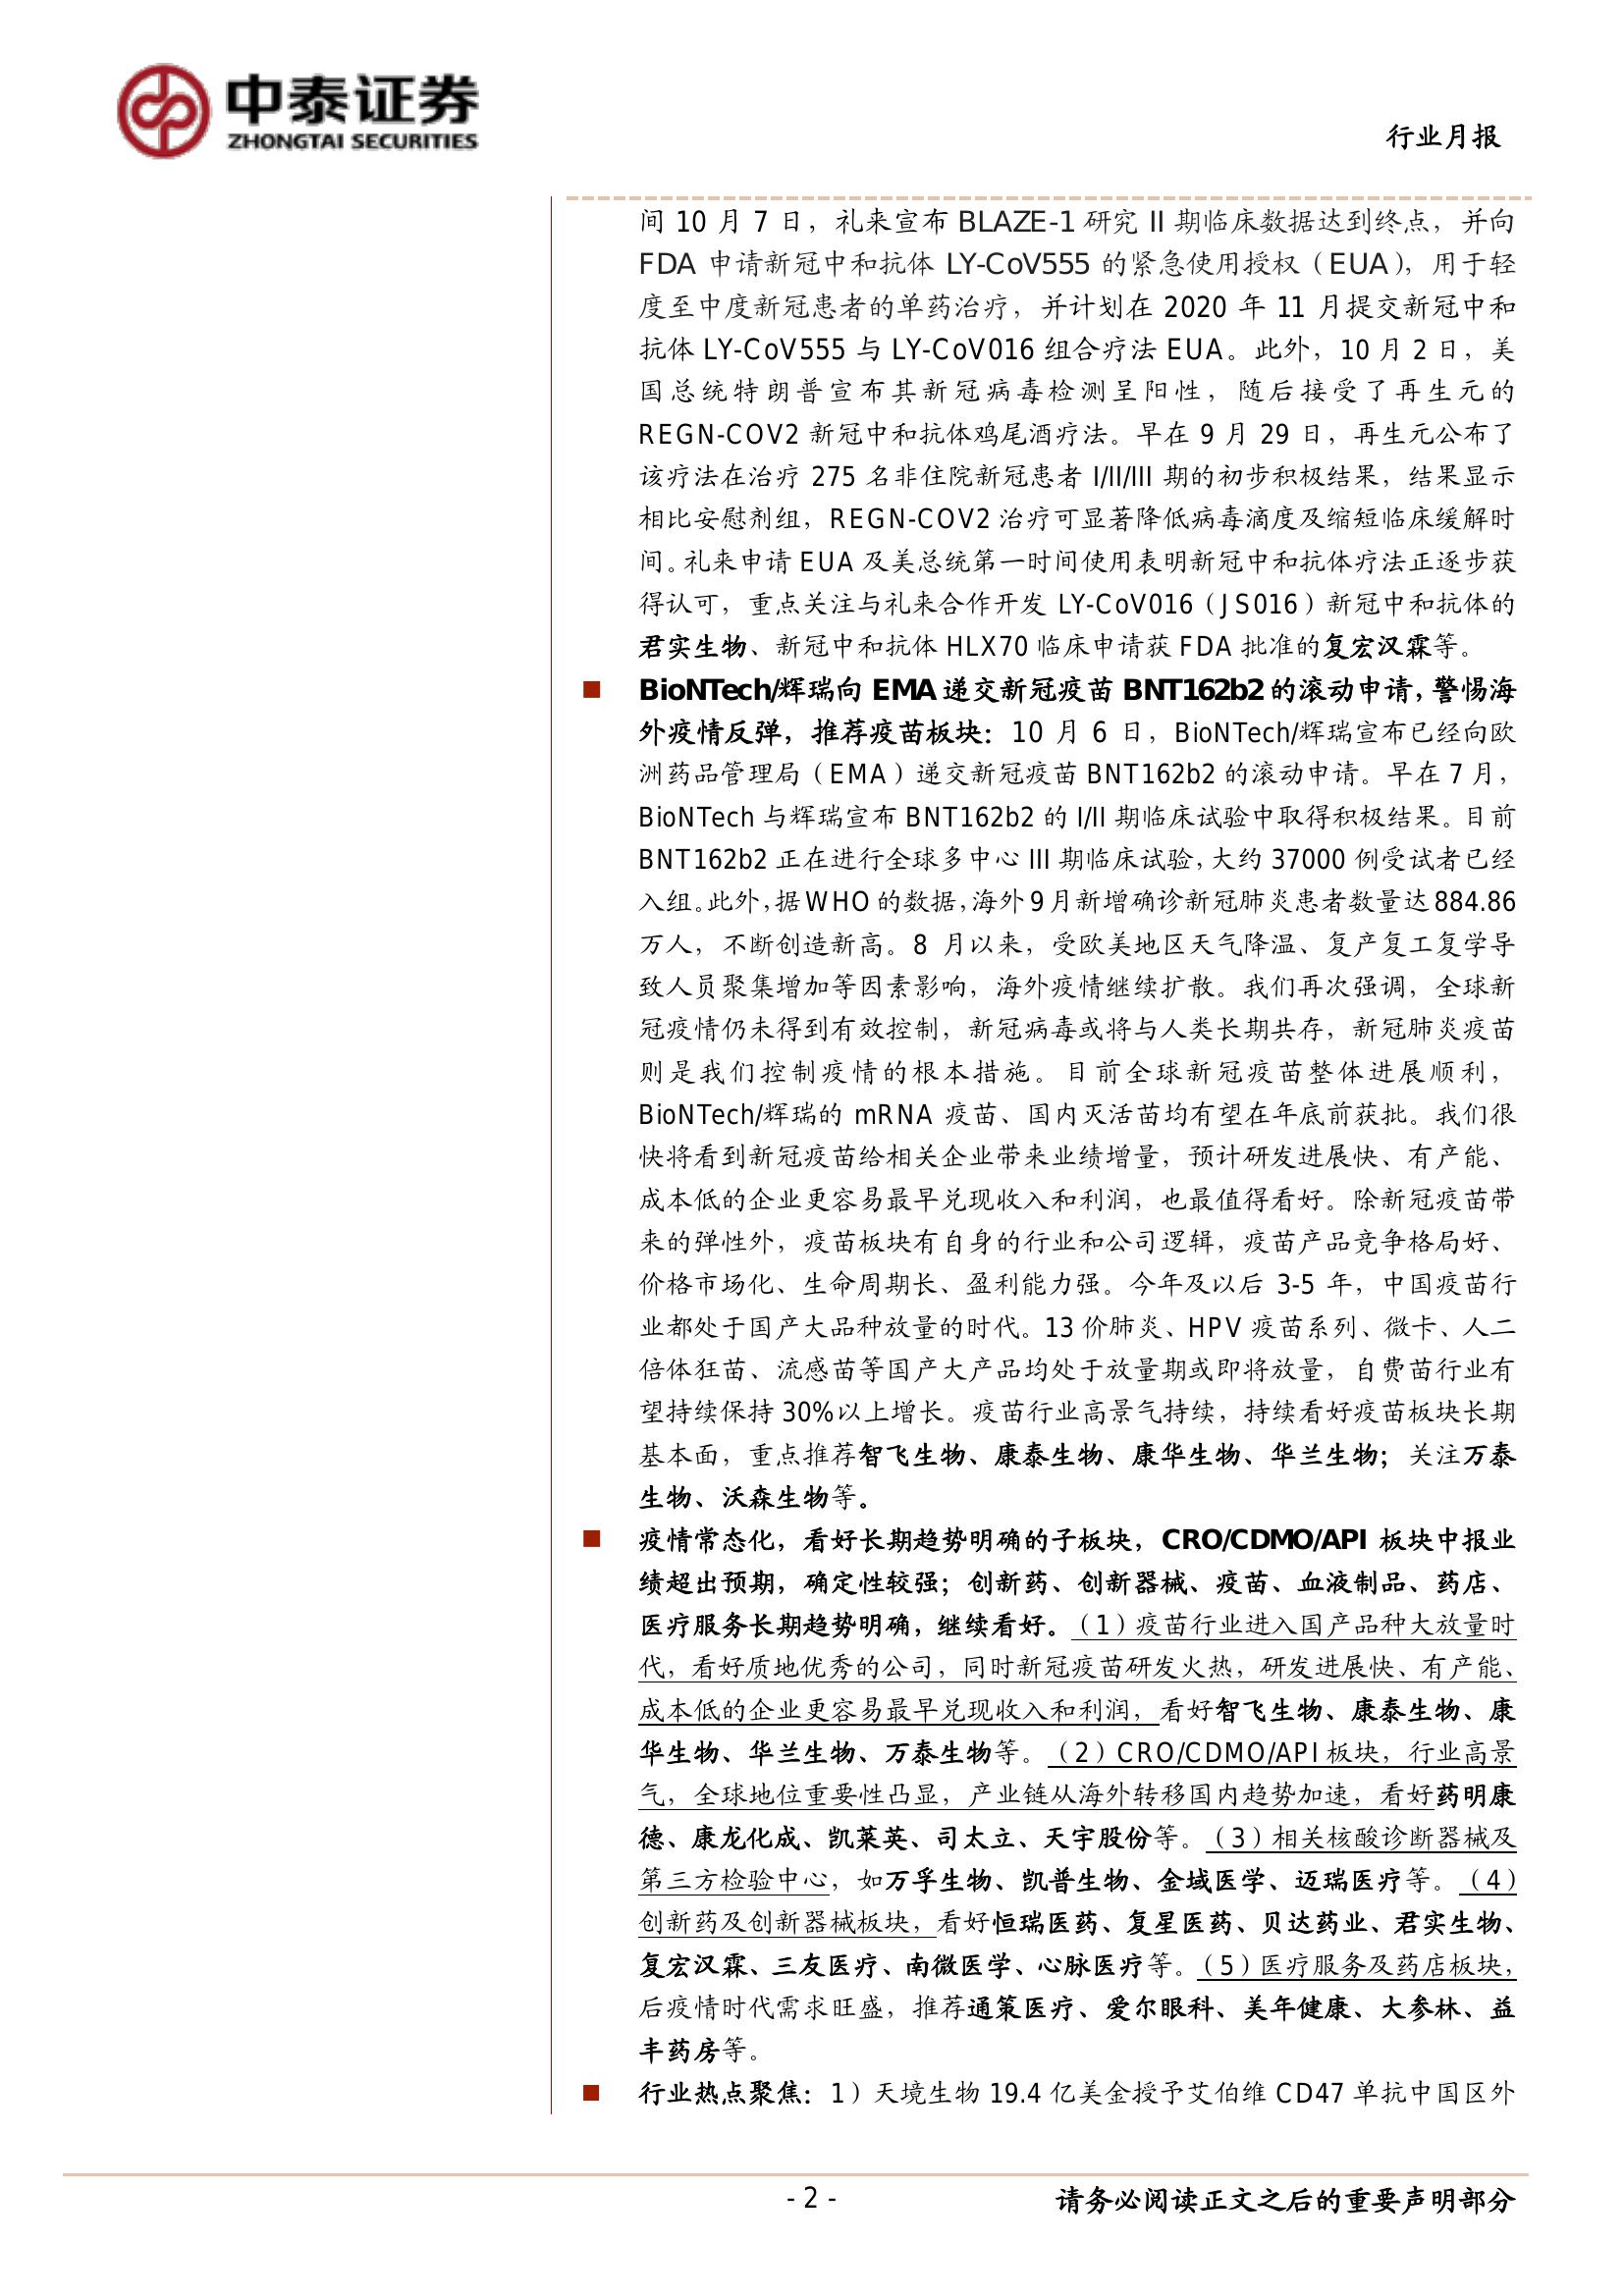 中泰证券
ZHONGTAI SECURITIES
行业月报
间 10 月 7 日，礼来宣布 BLAZE-1 研究 II 期临床数据达到终点，并向
FDA 申请新冠中和抗体 LY-CoV555 的紧急使用授权（EUA），用于轻
度至中度新冠患者的单药治疗，并计划在 2020 年 11 月提交新冠中和
抗体 LY-CoV555 与 LY-CoV016 组合疗法 EUA。此外，10 月 2 日，美
国总统特朗普宣布其新冠病毒检测呈阳性，随后接受了再生元的
REGN-COV2 新冠中和抗体鸡尾酒疗法。早在 9 月 29 日，再生元公布了
该疗法在治疗 275 名非住院新冠患者 I/II/III 期的初步积极结果，结果显示
相比安慰剂组，REGN-COV2 治疗可显著降低病毒滴度及缩短临床缓解时
间。礼来申请 EUA 及美总统第一时间使用表明新冠中和抗体疗法正逐步获
得认可，重点关注与礼来合作开发 LY-CoV016（JS016）新冠中和抗体的
君实生物、新冠中和抗体 HLX70 临床申请获 FDA 批准的复宏汉霖等。
■ BioNTech/辉瑞向 EMA 递交新冠疫苗 BNT162b2 的滚动申请，警惕海
外疫情反弹，推荐疫苗板块：10 月 6 日，BioNTech/辉瑞宣布已经向欧
洲药品管理局（EMA）递交新冠疫苗 BNT162b2 的滚动申请。早在 7 月，
BioNTech 与辉瑞宣布 BNT162b2 的 I/II 期临床试验中取得积极结果。目前
BNT162b2 正在进行全球多中心 III 期临床试验，大约 37000 例受试者已经
入组。此外，据 WHO 的数据，海外 9 月新增确诊新冠肺炎患者数量达 884.86
万人，不断创造新高。8 月以来，受欧美地区天气降温、复产复工复学导
致人员聚集增加等因素影响，海外疫情继续扩散。我们再次强调，全球新
冠疫情仍未得到有效控制，新冠病毒或将与人类长期共存，新冠肺炎疫苗
则是我们控制疫情的根本措施。目前全球新冠疫苗整体进展顺利，
BioNTech/辉瑞的 mRNA 疫苗、国内灭活苗均有望在年底前获批。我们很
快将看到新冠疫苗给相关企业带来业绩增量，预计研发进展快、有产能、
成本低的企业更容易最早兑现收入和利润，也最值得看好。除新冠疫苗带
来的弹性外，疫苗板块有自身的行业和公司逻辑，疫苗产品竞争格局好、
价格市场化、生命周期长、盈利能力强。今年及以后 3-5 年，中国疫苗行
业都处于国产大品种放量的时代。13 价肺炎、HPV 疫苗系列、微卡、人二
倍体狂苗、流感苗等国产大产品均处于放量期或即将放量，自费苗行业有
望持续保持 30%以上增长。疫苗行业高景气持续，持续看好疫苗板块长期
基本面，重点推荐智飞生物、康泰生物、康华生物、华兰生物；关注万泰
生物、沃森生物等。
■ 疫情常态化，看好长期趋势明确的子板块，CRO/CDMO/API 板块中报业
绩超出预期，确定性较强；创新药、创新器械、疫苗、血液制品、药店、
医疗服务长期趋势明确，继续看好。（1）疫苗行业进入国产品种大放量时
代，看好质地优秀的公司，同时新冠疫苗研发火热，研发进展快、有产能、
成本低的企业更容易最早兑现收入和利润，看好智飞生物、康泰生物、康
华生物、华兰生物、万泰生物等。（2）CRO/CDMO/API 板块，行业高景
气，全球地位重要性凸显，产业链从海外转移国内趋势加速，看好药明康
德、康龙化成、凯莱英、司太立、天宇股份等。（3）相关核酸诊断器械及
第三方检验中心，如万孚生物、凯普生物、金域医学、迈瑞医疗等。（4）
创新药及创新器械板块，看好恒瑞医药、复星医药、贝达药业、君实生物、
复宏汉霖、三友医疗、南微医学、心脉医疗等。（5）医疗服务及药店板块，
后疫情时代需求旺盛，推荐通策医疗、爱尔眼科、美年健康、大参林、益
丰药房等。
■ 行业热点聚焦：1）天境生物 19.4 亿美金授予艾伯维 CD47 单抗中国区外
- 2 -
请务必阅读正文之后的重要声明部分